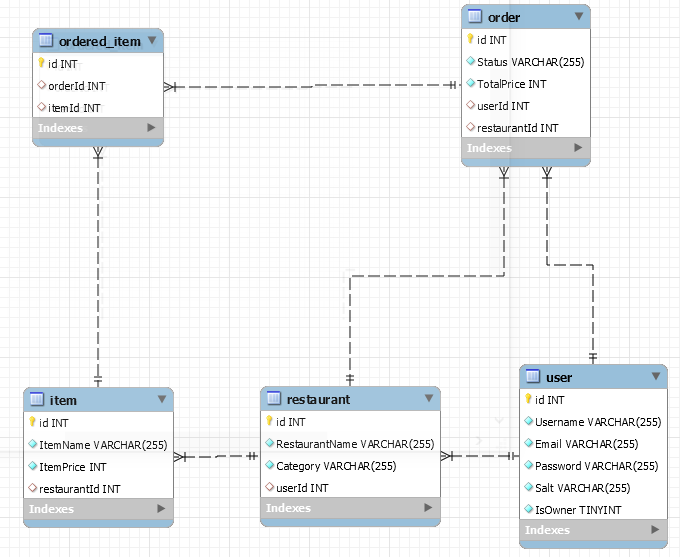 ordered_item
id INT
orderId INT
itemId INT
Indexes
order
id INT
Status VARCHAR(255)
TotalPrice INT
userId INT
restaurantId INT
Indexes
item
id INT
ItemName VARCHAR(255)
ItemPrice INT
restaurantId INT
Indexes
restaurant
id INT
RestaurantName VARCHAR(255)
Category VARCHAR(255)
userId INT
Indexes
user
id INT
Username VARCHAR(255)
Email VARCHAR(255)
Password VARCHAR(255)
Salt VARCHAR(255)
IsOwner TINYINT
Indexes